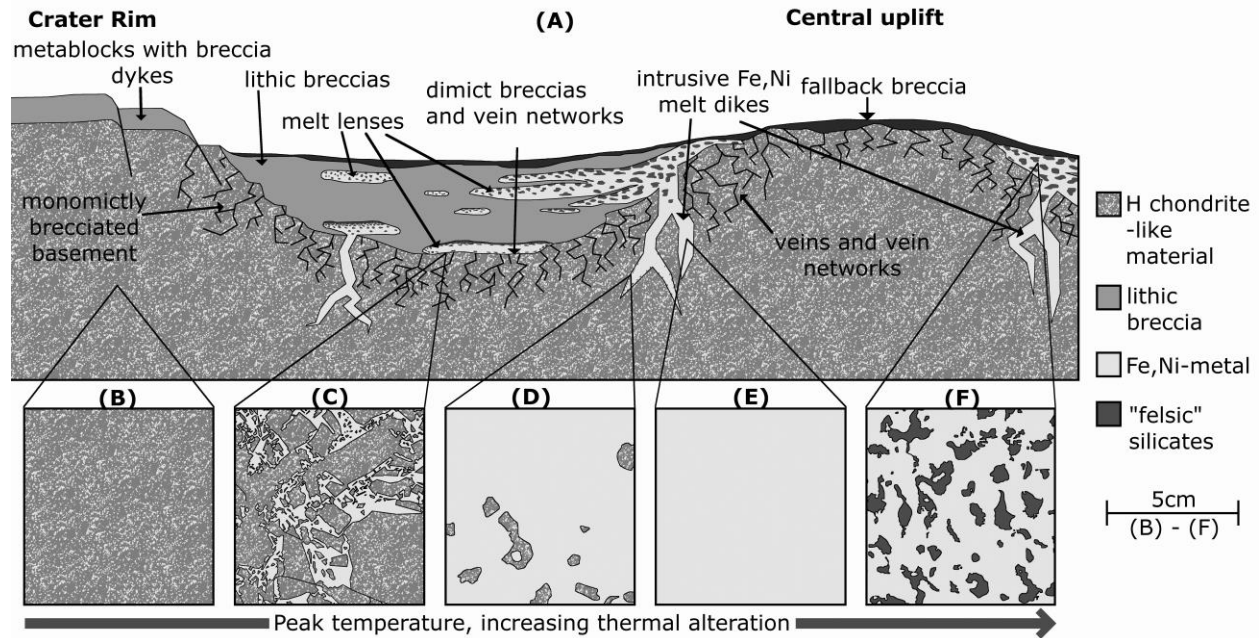 Crater Rim
(A)
Central uplift
metablocks with breccia
dykes
lithic breccias
melt lenses
dimict breccias
and vein networks
intrusive Fe,Ni
melt dikes
fallback breccia
monomictly
brecciated
basement
veins and vein
networks
H chondrite
-like
material
lithic
breccia
Fe,Ni-metal
"felsic"
silicates
5cm
(B) - (F)
(B)
(C)
(D)
(E)
(F)
Peak temperature, increasing thermal alteration